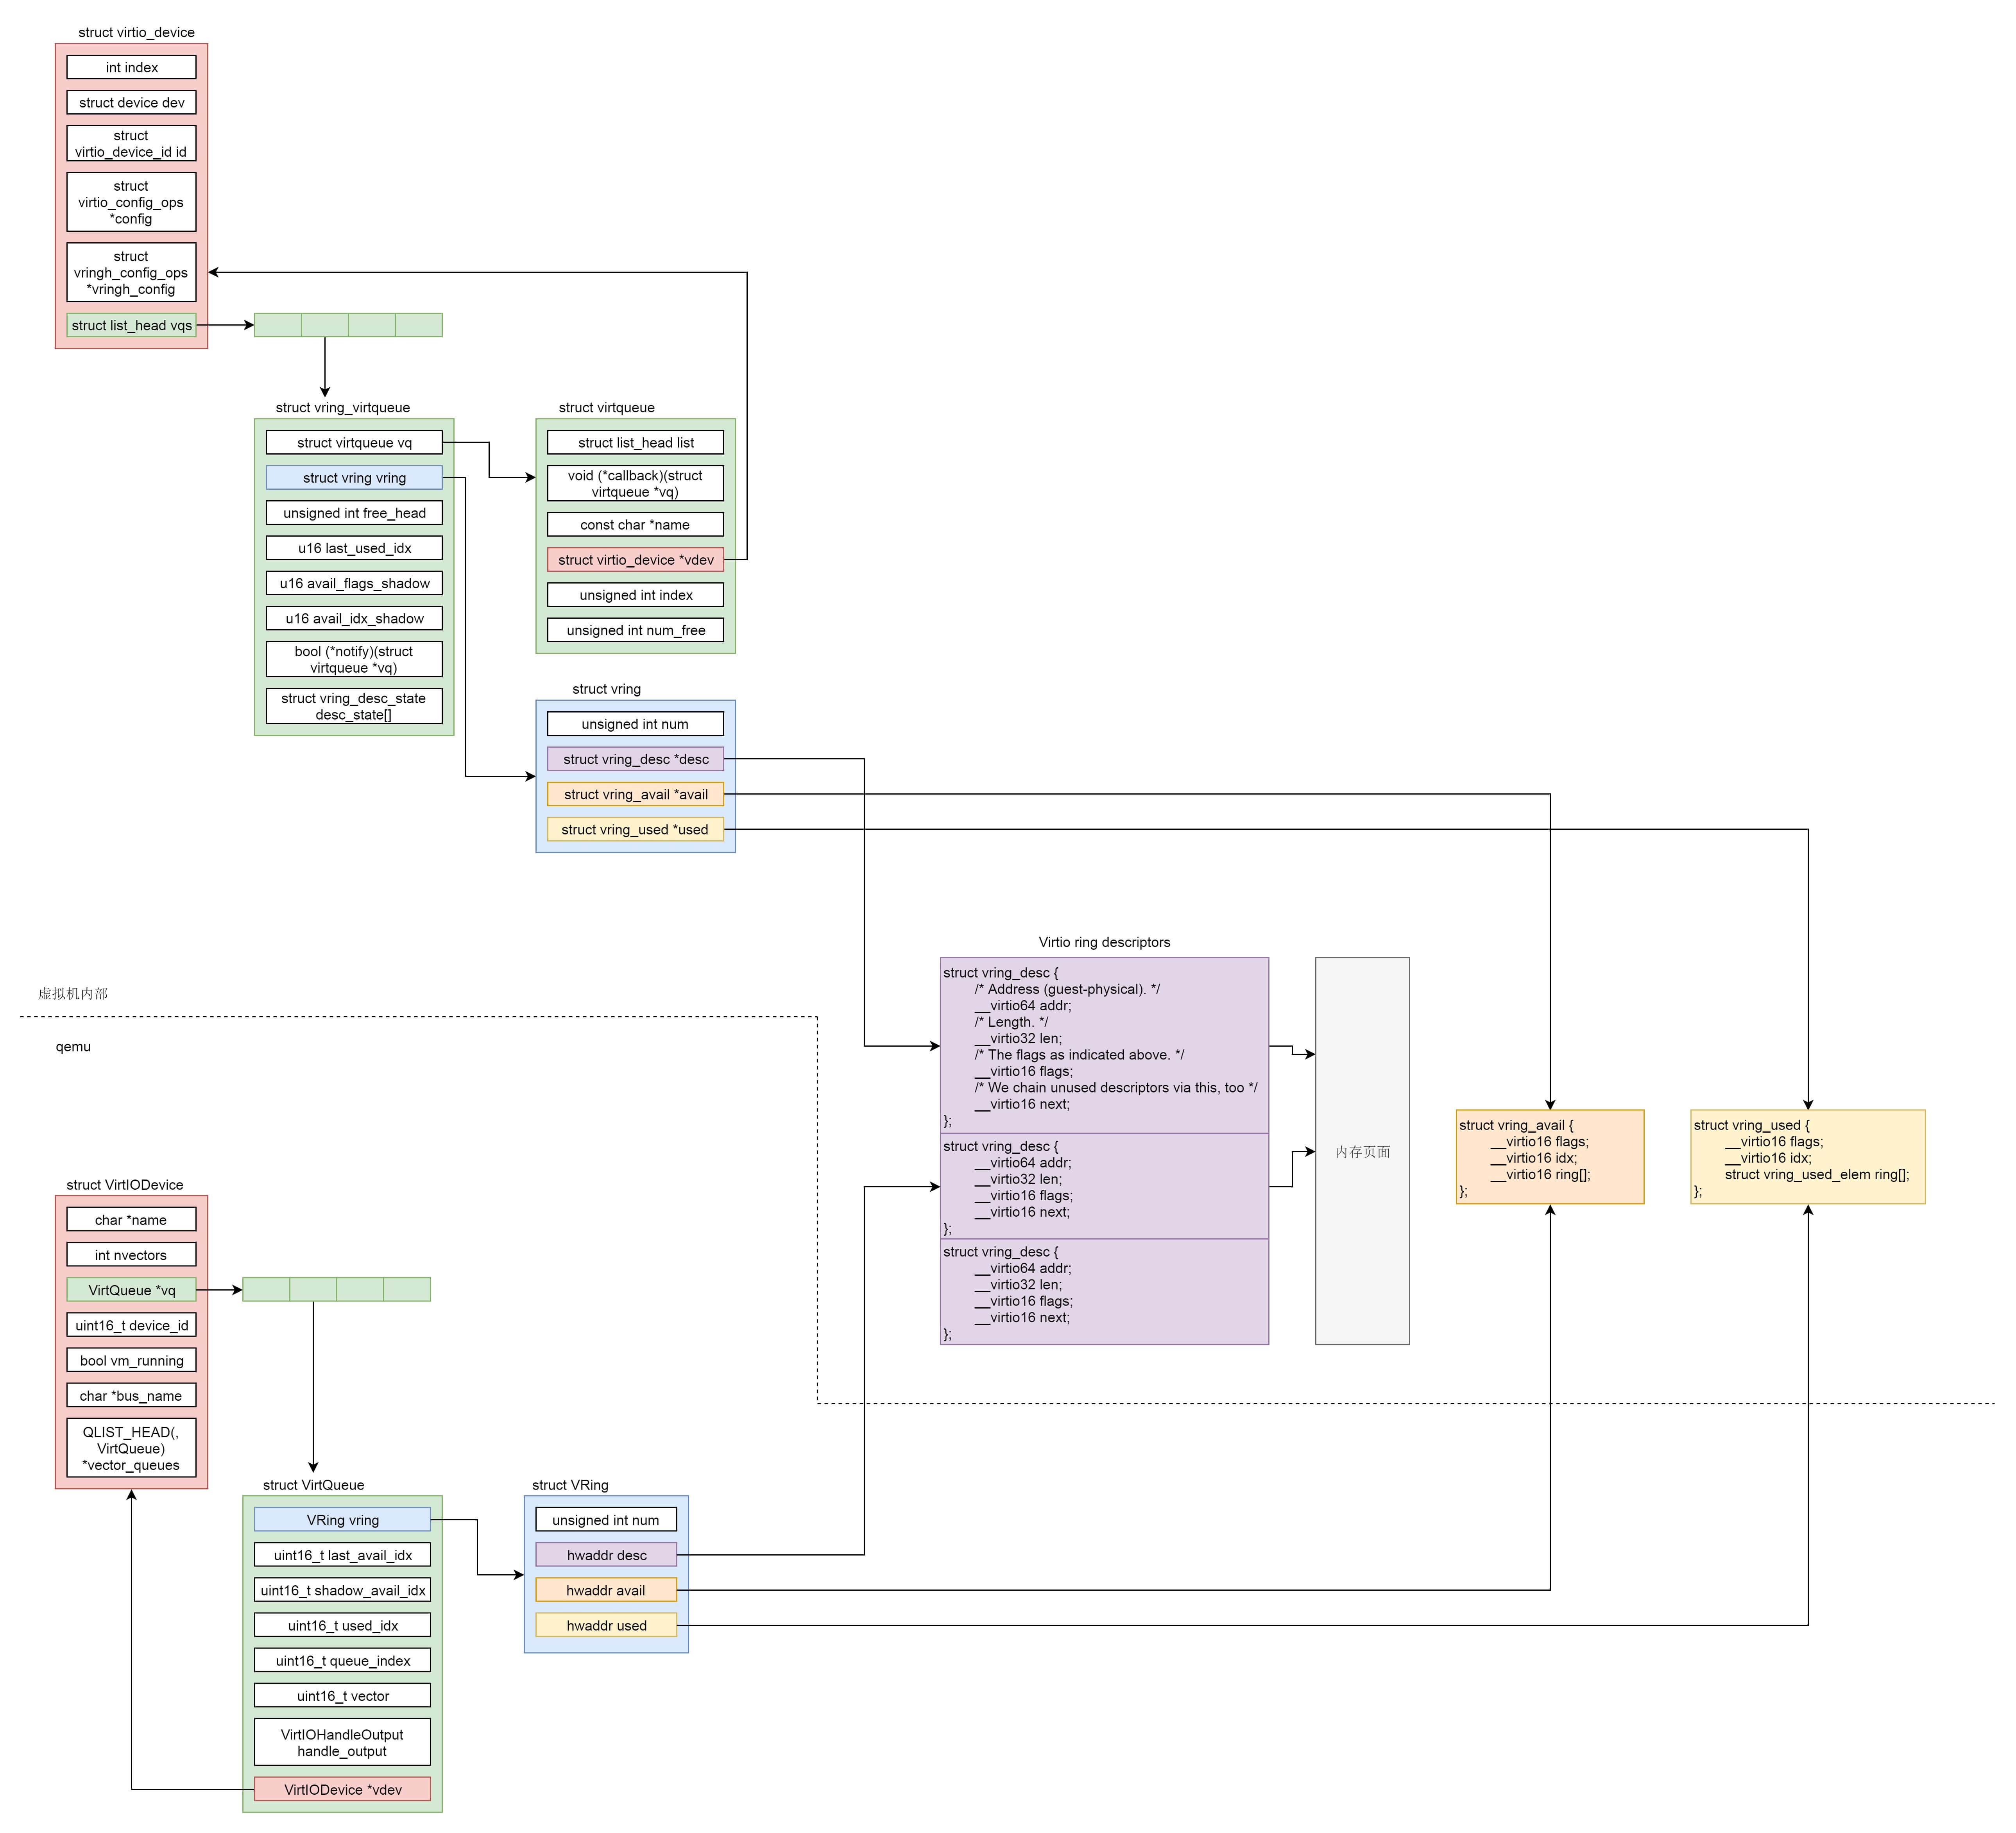 struct virtio_device
int index
struct device dev
struct
virtio_device_id id
struct
virtio_config_ops
*config
struct
vringh_config_ops
*vringh_config
struct list_head vqs
struct vring_virtqueue
struct virtqueue vq
struct vring vring
unsigned int free_head
u16 last_used_idx
u16 avail_flags_shadow
u16 avail_idx_shadow
bool (*notify)(struct
virtqueue *vq)
struct vring_desc_state
desc_state[]
struct virtqueue
struct list_head list
void (*callback)(struct
virtqueue *vq)
const char *name
struct virtio_device *vdev
unsigned int index
unsigned int num_free
struct vring
unsigned int num
struct vring_desc *desc
struct vring_avail *avail
struct vring_used *used
虚拟机内部
qemu
Virtio ring descriptors
struct vring_desc {
/* Address (guest-physical). */
__virtio64 addr;
/* Length. */
__virtio32 len;
/* The flags as indicated above. */
__virtio16 flags;
/* We chain unused descriptors via this, too */
__virtio16 next;
};
struct vring_desc {
__virtio64 addr;
__virtio32 len;
__virtio16 flags;
__virtio16 next;
};
struct vring_desc {
__virtio64 addr;
__virtio32 len;
__virtio16 flags;
__virtio16 next;
};
内存页面
struct vring_avail {
__virtio16 flags;
__virtio16 idx;
__virtio16 ring[];
};
struct vring_used {
__virtio16 flags;
__virtio16 idx;
struct vring_used_elem ring[];
};
struct VirtIODevice
char *name
int nvectors
VirtQueue *vq
uint16_t device_id
bool vm_running
char *bus_name
QLIST_HEAD(,
VirtQueue)
*vector_queues
struct VirtQueue
VRing vring
uint16_t last_avail_idx
uint16_t shadow_avail_idx
uint16_t used_idx
uint16_t queue_index
uint16_t vector
VirtIOHandleOutput
handle_output
VirtIODevice *vdev
struct VRing
unsigned int num
hwaddr desc
hwaddr avail
hwaddr used